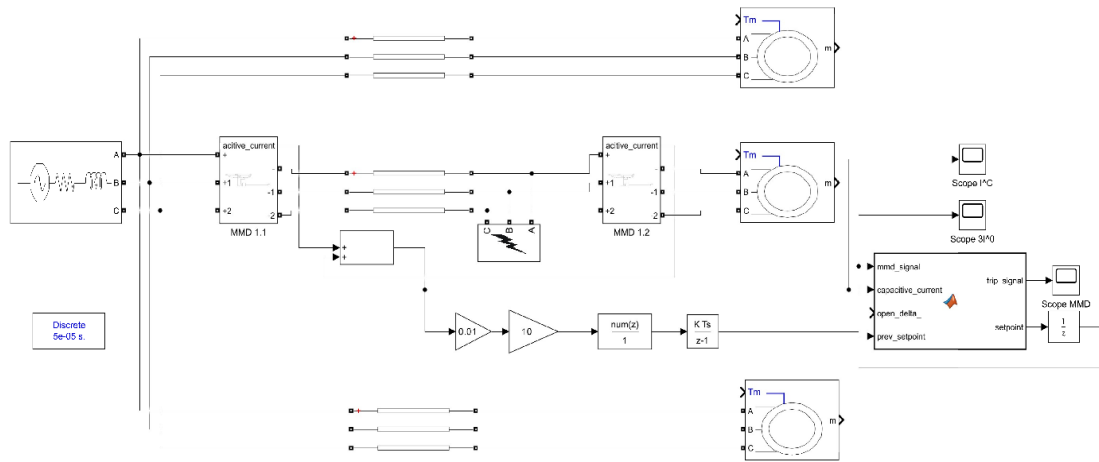 Tm
A
B
C
m
A
B
C
acitive_current
+
+1
+2
-
-1
2
MMD 1.1
acitive_current
+
+1
+2
-
-1
2
MMD 1.2
C B A
Tm
A
B
C
m
Scope I^C
Scope 3I^0
+
+
mmd_signal
capacitive_current
open_delta_
prev_setpoint
trip_signal
setpoint
Scope MMD
1
z
Discrete
5e-05 s.
0.01
10
num(z)
1
K Ts
z-1
Tm
A
B
C
m